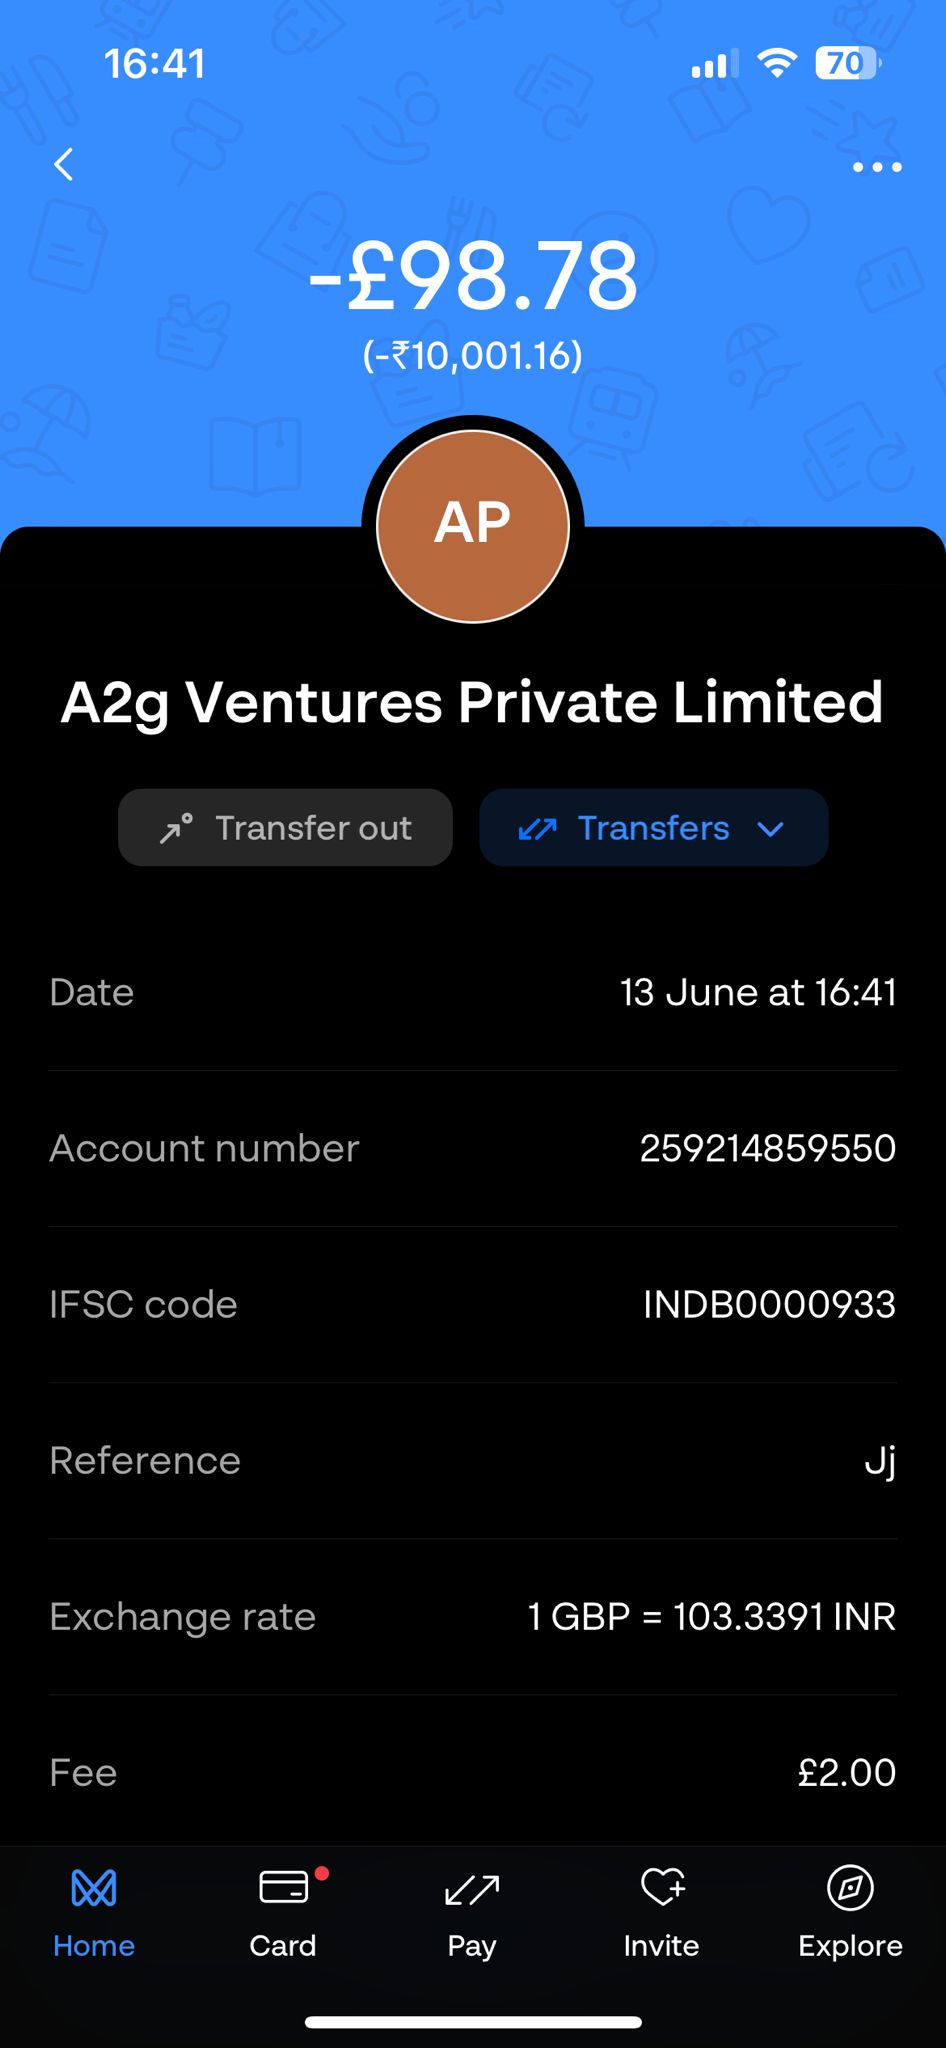 16:41
70
-£98.78
(-₹10,001.16)
AP
A2g Ventures Private Limited
Transfer out
Transfers
Date
13 June at 16:41
Account number
259214859550
IFSC code
INDB0000933
Reference
Jj
Exchange rate
1 GBP = 103.3391 INR
Fee
£2.00
Home
Card
Pay
Invite
Explore